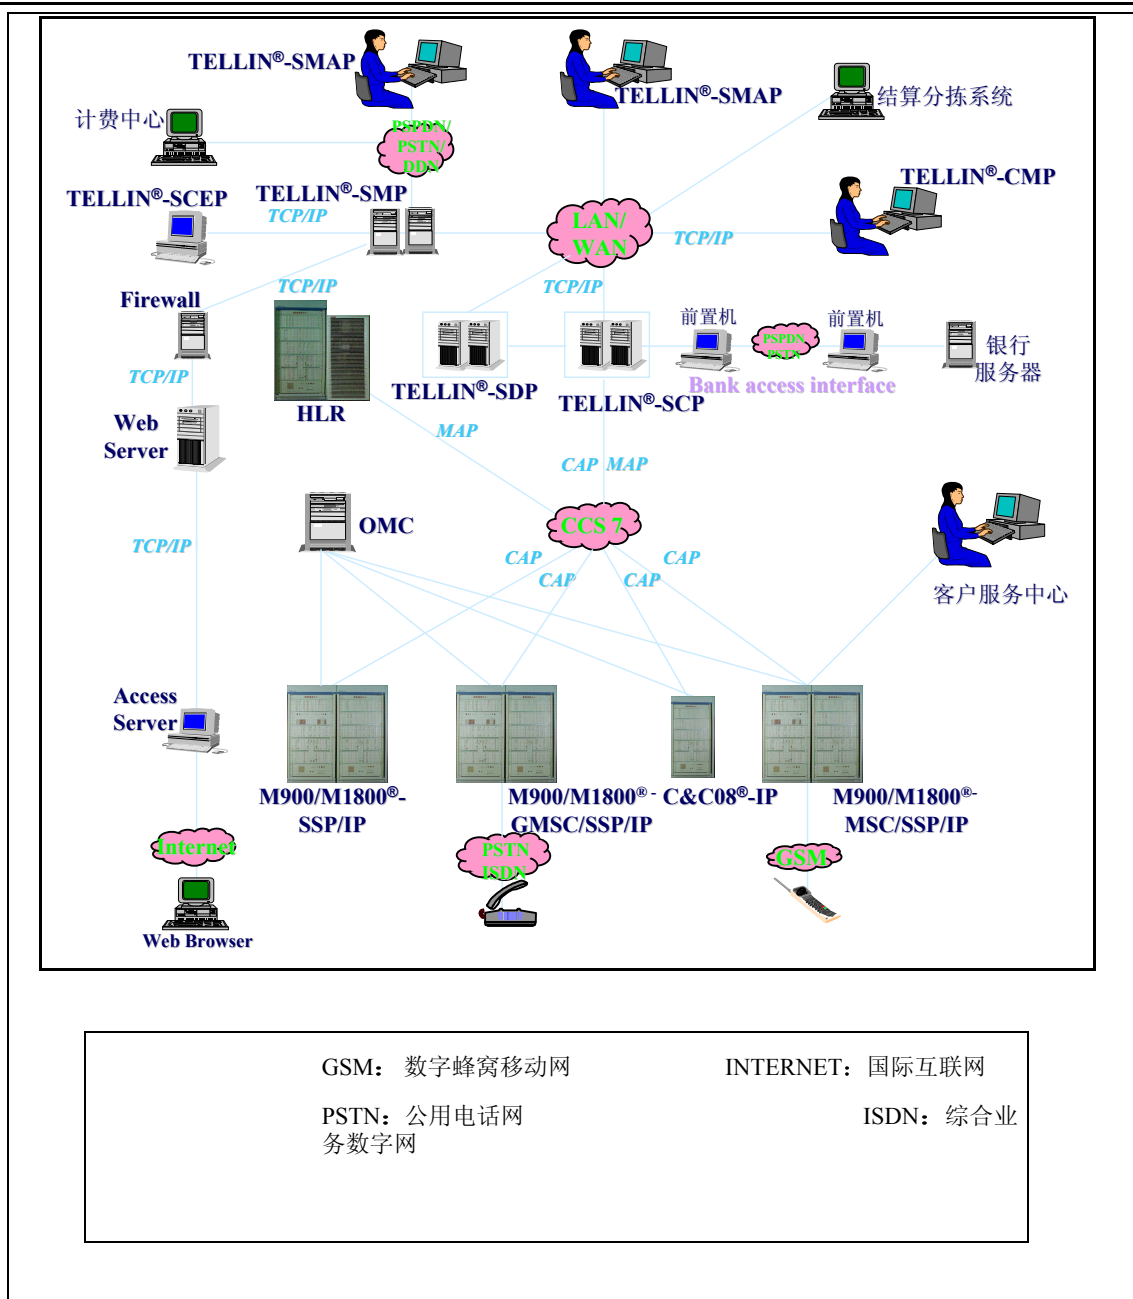 TELLIN®-SMAP
TELLIN®-SMAP
结算分拣系统
计费中心
PSPDN/
PSTN/
DDN
TELLIN®-CMP
TELLIN®-SCEP
TELLIN®-SMP
TCP/IP
LAN/
WAN
TCP/IP
Firewall
TCP/IP
TCP/IP
前置机
前置机
PSPDN
PSTN
银行
服务器
TCP/IP
TELLIN®-SDP
Bank access interface
TELLIN®-SCP
HLR
Web
Server
MAP
CAP MAP
OMC
CCS 7
TCP/IP
CAP
CAP
CAP
CAP
客户服务中心
Access
Server
M900/M1800®-
SSP/IP
M900/M1800®-
GMSC/SSP/IP
C&C08®-IP
M900/M1800®-
MSC/SSP/IP
Internet
PSTN
ISDN
GSM
Web Browser
GSM： 数字蜂窝移动网 INTERNET：国际互联网
PSTN：公用电话网 ISDN：综合业
务数字网